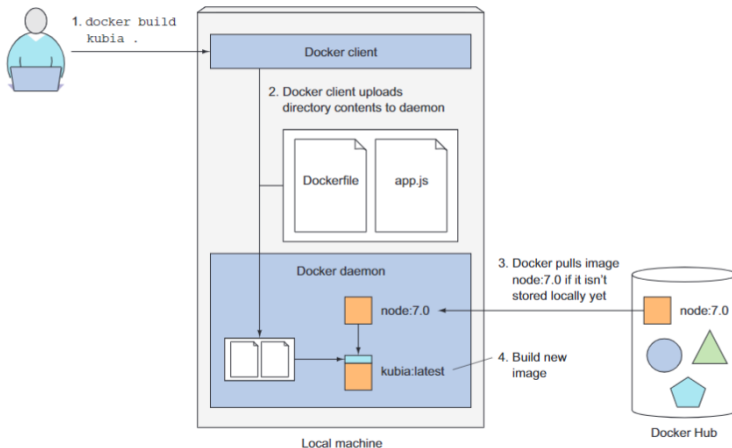 1. docker build
kubia .
Docker client
2. Docker client uploads
directory contents to daemon
Dockerfile
app.js
Docker daemon
3. Docker pulls image
node:7.0 if it isn't
stored locally yet
node:7.0
node:7.0
kubia:latest
4. Build new
image
Local machine
Docker Hub